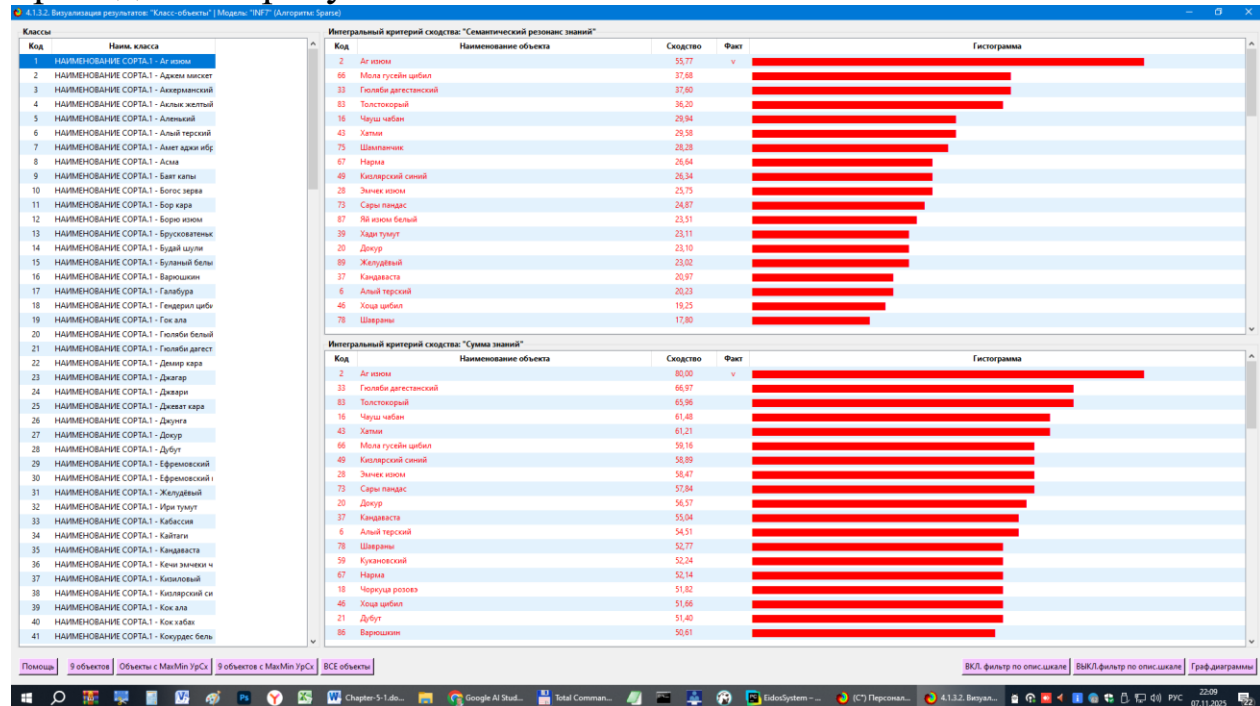 4.1.3.2. Визуализация результатов: "Класс-объекты" | Модель: "INF7" (Алгоритм: Sparse)
Классы
Код Наим. класса
1 НАИМЕНОВАНИЕ СОРТА.1 - Аг изюм
2 НАИМЕНОВАНИЕ СОРТА.1 - Аджем мискет
3 НАИМЕНОВАНИЕ СОРТА.1 - Аккерманский
4 НАИМЕНОВАНИЕ СОРТА.1 - Аклык желтый
5 НАИМЕНОВАНИЕ СОРТА.1 - Аленький
6 НАИМЕНОВАНИЕ СОРТА.1 - Алый терский
7 НАИМЕНОВАНИЕ СОРТА.1 - Амет аджи ибр
8 НАИМЕНОВАНИЕ СОРТА.1 - Асма
9 НАИМЕНОВАНИЕ СОРТА.1 - Баят капы
10 НАИМЕНОВАНИЕ СОРТА.1 - Богос зерва
11 НАИМЕНОВАНИЕ СОРТА.1 - Бор кара
12 НАИМЕНОВАНИЕ СОРТА.1 - Борю изюм
13 НАИМЕНОВАНИЕ СОРТА.1 - Брусковатеньк
14 НАИМЕНОВАНИЕ СОРТА.1 - Будай шули
15 НАИМЕНОВАНИЕ СОРТА.1 - Буланый белы
16 НАИМЕНОВАНИЕ СОРТА.1 - Варюшкин
17 НАИМЕНОВАНИЕ СОРТА.1 - Галабура
18 НАИМЕНОВАНИЕ СОРТА.1 - Гендерил циби
19 НАИМЕНОВАНИЕ СОРТА.1 - Гок ала
20 НАИМЕНОВАНИЕ СОРТА.1 - Гюляби белый
21 НАИМЕНОВАНИЕ СОРТА.1 - Гюляби дагест
22 НАИМЕНОВАНИЕ СОРТА.1 - Демир кара
23 НАИМЕНОВАНИЕ СОРТА.1 - Джагар
24 НАИМЕНОВАНИЕ СОРТА.1 - Джвари
25 НАИМЕНОВАНИЕ СОРТА.1 - Джеват кара
26 НАИМЕНОВАНИЕ СОРТА.1 - Джунга
27 НАИМЕНОВАНИЕ СОРТА.1 - Докур
28 НАИМЕНОВАНИЕ СОРТА.1 - Дубут
29 НАИМЕНОВАНИЕ СОРТА.1 - Ефремовский
30 НАИМЕНОВАНИЕ СОРТА.1 - Ефремовский
31 НАИМЕНОВАНИЕ СОРТА.1 - Желудёвый
32 НАИМЕНОВАНИЕ СОРТА.1 - Ири тумут
33 НАИМЕНОВАНИЕ СОРТА.1 - Кабассия
34 НАИМЕНОВАНИЕ СОРТА.1 - Кайтаги
35 НАИМЕНОВАНИЕ СОРТА.1 - Кандаваста
36 НАИМЕНОВАНИЕ СОРТА.1 - Кечи эмчеки ч
37 НАИМЕНОВАНИЕ СОРТА.1 - Кизиловый
38 НАИМЕНОВАНИЕ СОРТА.1 - Кизлярский си
39 НАИМЕНОВАНИЕ СОРТА.1 - Кок ала
40 НАИМЕНОВАНИЕ СОРТА.1 - Кок хабах
41 НАИМЕНОВАНИЕ СОРТА.1 - Кокурдес бель
Интегральный критерий сходства: "Семантический резонанс знаний"
Код Наименование объекта Сходство Факт Гистограмма
2 Аг изюм 55,77 v
66 Мола гусейн цибил 37,68
33 Гюляби дагестанский 37,60
83 Толстокорый 36,20
16 Чауш чабан 29,94
43 Хатми 29,58
75 Шампанчик 28,28
67 Нарма 26,64
49 Кизлярский синий 26,34
28 Эмчек изюм 25,75
73 Сары пандас 24,87
87 Яй изюм белый 23,51
39 Хади тумут 23,11
20 Докур 23,10
89 Желудёвый 23,02
37 Кандаваста 20,97
6 Алый терский 20,23
46 Хоца цибил 19,25
78 Шавраны 17,80
Интегральный критерий сходства: "Сумма знаний"
Код Наименование объекта Сходство Факт Гистограмма
2 Аг изюм 80,00 v
33 Гюляби дагестанский 66,97
83 Толстокорый 65,96
16 Чауш чабан 61,48
43 Хатми 61,21
66 Мола гусейн цибил 59,16
49 Кизлярский синий 58,89
28 Эмчек изюм 58,47
73 Сары пандас 57,84
20 Докур 56,57
37 Кандаваста 55,04
6 Алый терский 54,51
78 Шавраны 52,77
59 Кукановский 52,24
67 Нарма 52,14
18 Чоркуца розовэ 51,82
46 Хоца цибил 51,66
21 Дубут 51,40
86 Варюшкин 50,61
Помощь 9 объектов Объекты с MaxMin УрСх 9 объектов с MaxMin УрСх ВСЕ объекты ВКЛ. фильтр по опис.шкале ВЫКЛ.фильтр по опис.шкале Граф.диаграммы
Chapter-5-1.do... Google AI Stud... Total Comman... EidosSystem – ... (C°) Персонал... 4.1.3.2. Визуал... РУС 22:09
07.11.2025